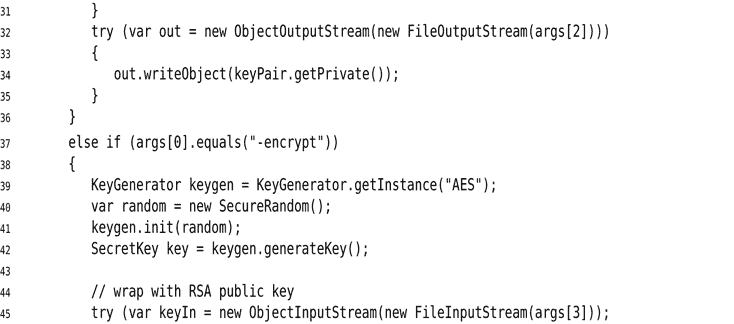 31 }
32 try (var out = new ObjectOutputStream(new FileOutputStream(args[2])))
33 {
34 out.writeObject(keyPair.getPrivate());
35 }
36 }
37 else if (args[0].equals("-encrypt"))
38 {
39 KeyGenerator keygen = KeyGenerator.getInstance("AES");
40 var random = new SecureRandom();
41 keygen.init(random);
42 SecretKey key = keygen.generateKey();
43
44 // wrap with RSA public key
45 try (var keyIn = new ObjectInputStream(new FileInputStream(args[3]));